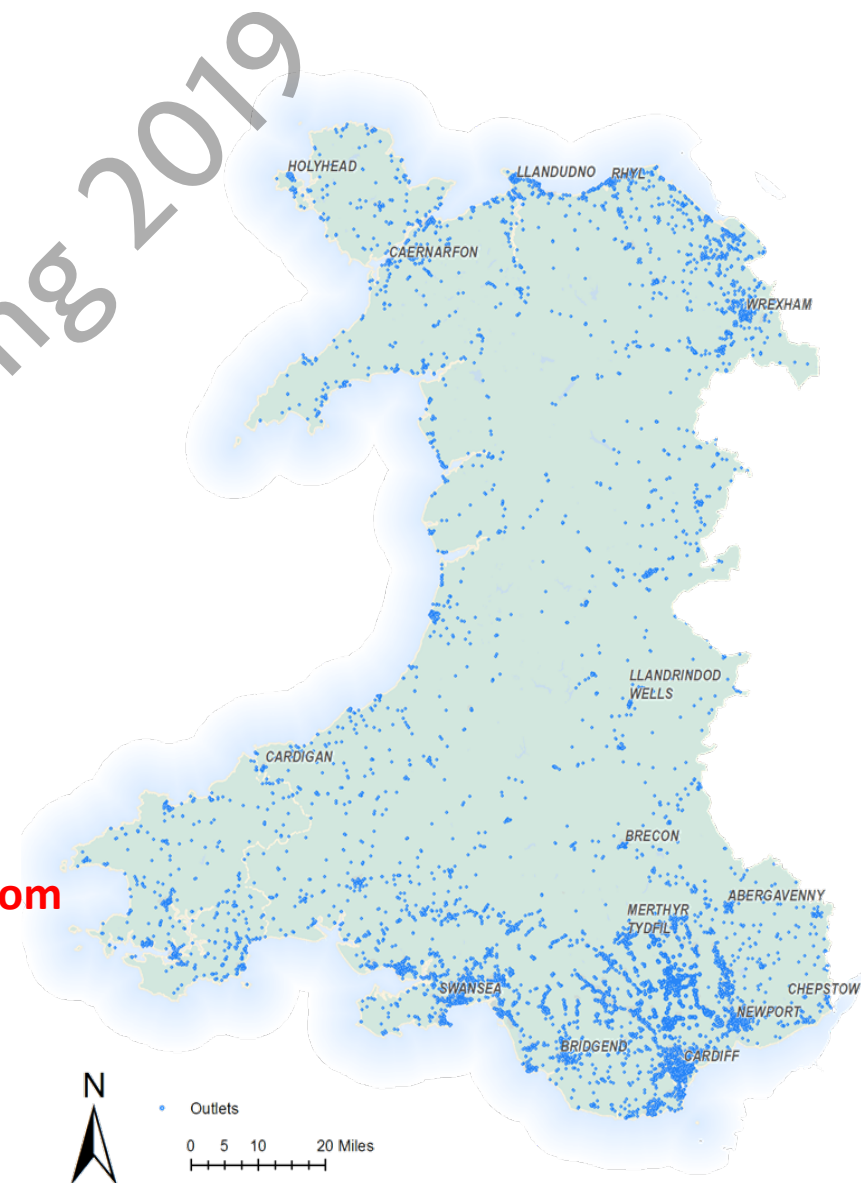 ng 2019
HOLYHEAD
LLANDUDNO
RHYL
CAERNARFON
WREXHAM
LLANDRINDOD
WELLS
CARDIGAN
BRECON
om
ABERGAVENNY
MERTHYR
TYDFIL
SWANSEA
CHEPSTOW
NEWPORT
BRIDGEND
CARDIFF
N
Outlets
0 5 10 20 Miles